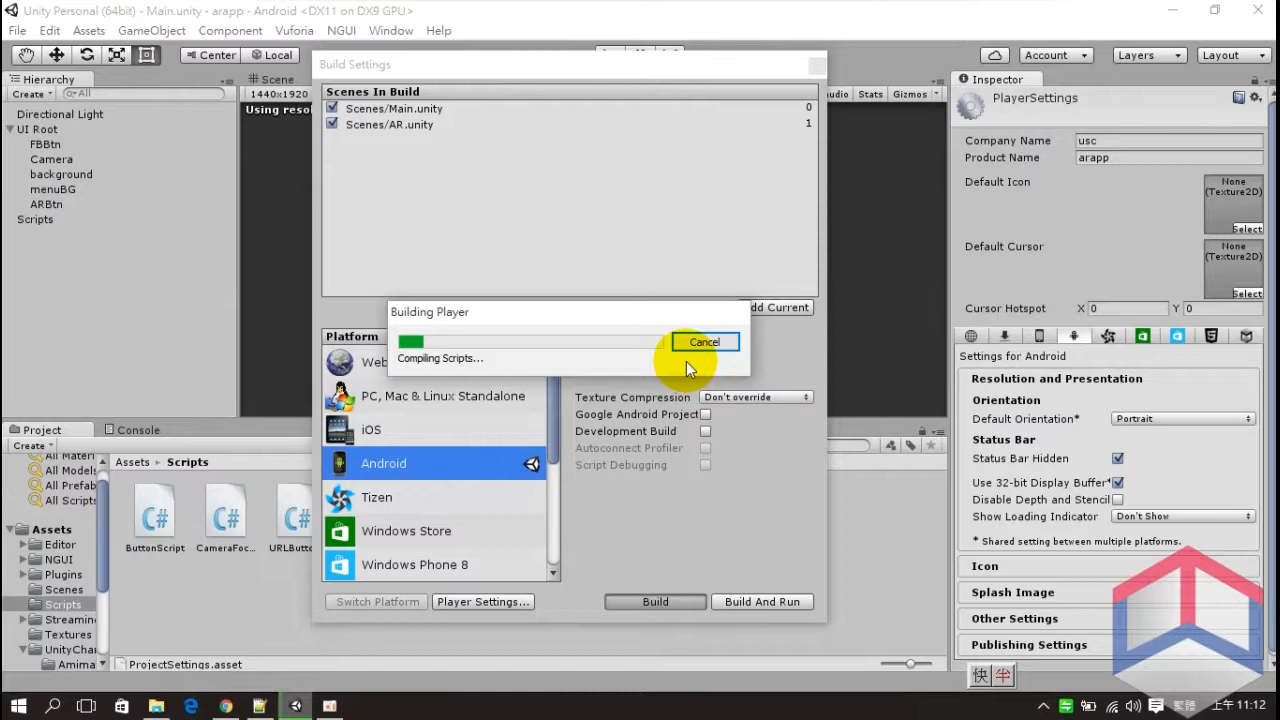 Unity Personal (64bit) - Main.unity - arapp - Android <DX11 on DX9 GPU>
File Edit Assets GameObject Component Vuforia NGUI Window Help
Center Local Account Layers Layout
Hierarchy
Scene
Create All
1440x1920
Using resol
Stats Gizmos
Directional Light
UI Root
FBBtn
Camera
background
menuBG
ARBtn
Scripts
Build Settings
Scenes In Build
Scenes/Main.unity 0
Scenes/AR.unity 1
dd Current
Building Player
Compiling Scripts...
Cancel
Platform
Web
PC, Mac & Linux Standalone
iOS
Android
Tizen
Windows Store
Windows Phone 8
Texture Compression Don't override
Google Android Project
Development Build
Autoconnect Profiler
Script Debugging
Switch Platform Player Settings... Build Build And Run
Inspector
PlayerSettings
Company Name usc
Product Name arapp
Default Icon None
(Texture2D)
Select
Default Cursor None
(Texture2D)
Select
Cursor Hotspot X 0 Y 0
Settings for Android
Resolution and Presentation
Orientation
Default Orientation* Portrait
Status Bar
Status Bar Hidden
Use 32-bit Display Buffer*
Disable Depth and Stencil
Show Loading Indicator Don't Show
* Shared setting between multiple platforms.
Icon
Splash Image
Other Settings
Publishing Settings
Project Console
Create
All Materi
All Models
All Prefab
All Scripts
Assets
Editor
NGUI
Plugins
Scenes
Scripts
Streamin
Textures
UnityChar
Anima
Assets Scripts
C# C# C#
ButtonScript CameraFoc... URLButto
ProjectSettings.asset
快 半
上午 11:12